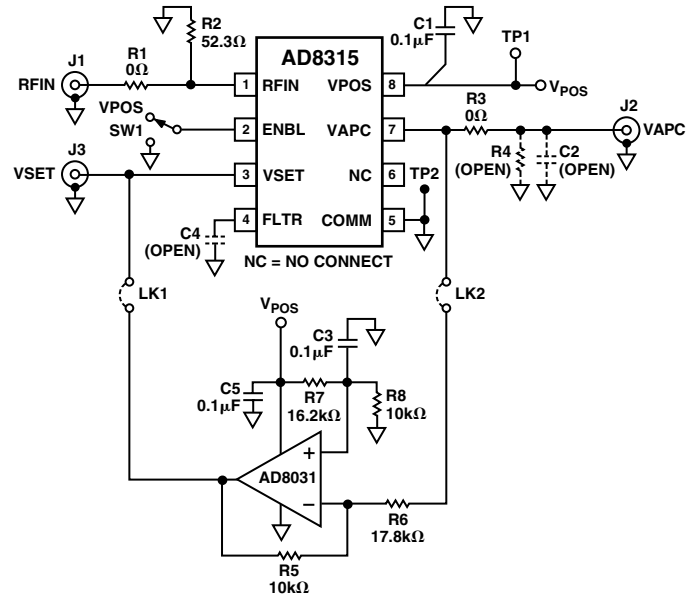 R2
52.3Ω
C1
0.1μF
TP1
J1
R1
0Ω
RFIN
AD8315
1
RFIN
VPOS
8
VPOS
R3
0Ω
J2
VPOS
SW1
2
ENBL
VAPC
7
VAPC
J3
VSET
3
VSET
NC
6
TP2
R4
(OPEN)
C2
(OPEN)
4
FLTR
COMM
5
C4
(OPEN)
NC = NO CONNECT
LK1
LK2
VPOS
C3
0.1μF
C5
0.1μF
R7
16.2kΩ
R8
10kΩ
+
AD8031
–
R6
17.8kΩ
R5
10kΩ